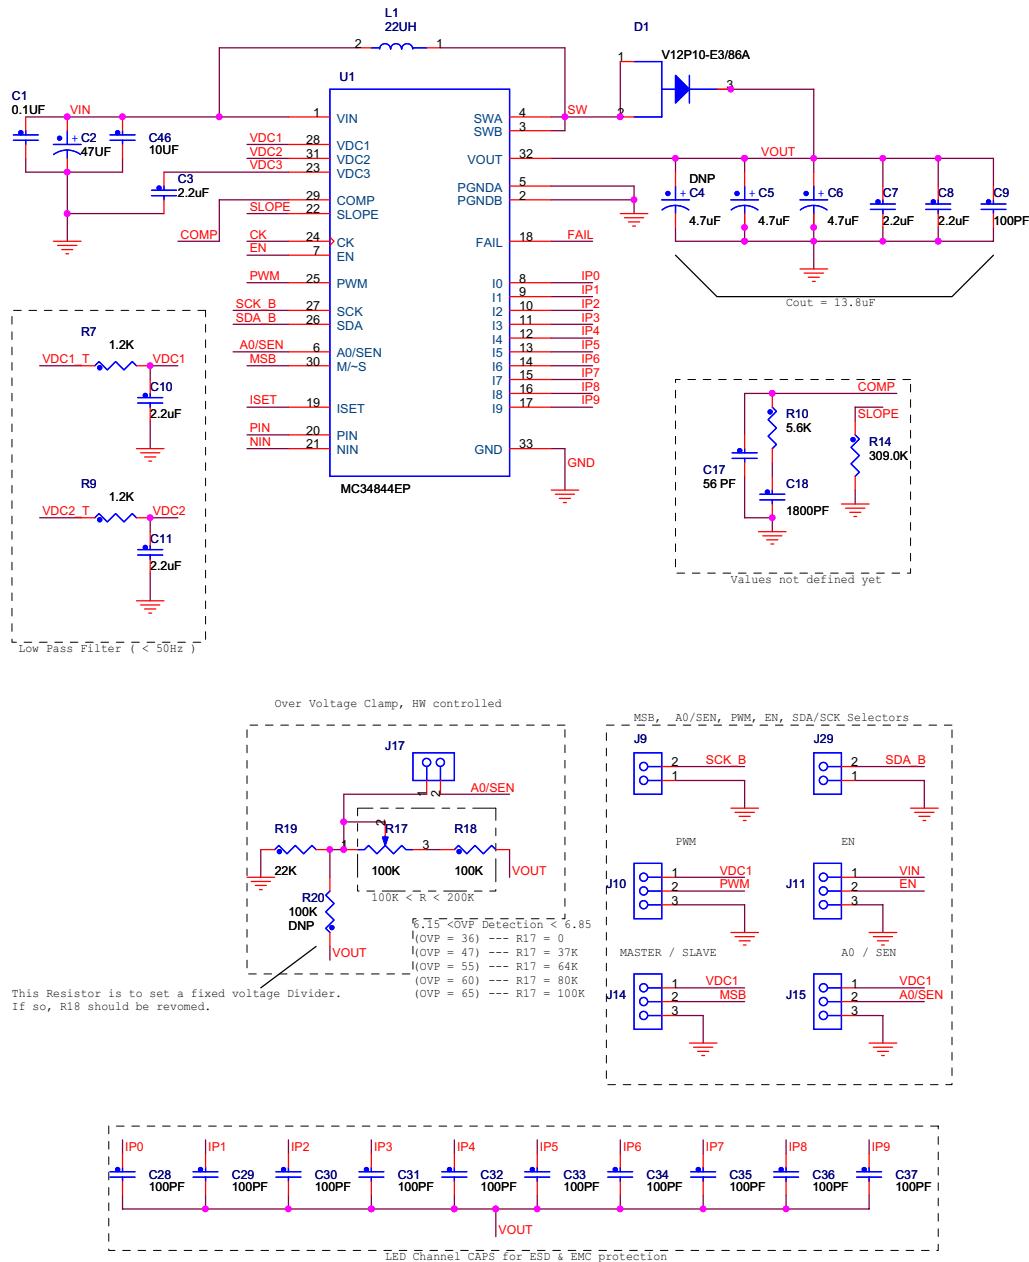 L1
22UH
2
1
D1
V12P10-E3/86A
1
2
3
U1
C1
0.1UF
VIN
C2
47UF
C46
10UF
C3
2.2uF
+
1 VIN
VDC1 28 VDC1
VDC2 31 VDC2
VDC3 23 VDC3
29 COMP
SLOPE 22 SLOPE
COMP
CK 24 CK
EN 7 EN
PWM 25 PWM
SCK_B 27 SCK
SDA_B 26 SDA
A0/SEN 6 A0/SEN
MSB 30 M/~S
ISET 19 ISET
PIN 20 PIN
NIN 21 NIN
SWA 4 SW
SWB 3
VOUT 32 VOUT
PGNDA 5
PGNDB 2
FAIL 18 FAIL
I0 8 IP0
I1 9 IP1
I2 10 IP2
I3 11 IP3
I4 12 IP4
I5 13 IP5
I6 14 IP6
I7 15 IP7
I8 16 IP8
I9 17 IP9
GND 33
GND
MC34844EP
DNP
+ C4
4.7uF
+ C5
4.7uF
+ C6
4.7uF
C7
2.2uF
C8
2.2uF
C9
100PF
Cout = 13.8uF
R7
1.2K
VDC1_T VDC1
C10
2.2uF
R9
1.2K
VDC2_T VDC2
C11
2.2uF
Low Pass Filter ( < 50Hz )
COMP
R10
5.6K
SLOPE
R14
309.0K
C17
56 PF
C18
1800PF
Values not defined yet
Over Voltage Clamp, HW controlled
J17
1
2
A0/SEN
R19
22K
1
2
R17
100K
3
R18
100K
VOUT
100K < R < 200K
R20
100K
DNP
VOUT
6.15 <OVP Detection < 6.85
(OVP = 36) --- R17 = 0
(OVP = 47) --- R17 = 37K
(OVP = 55) --- R17 = 64K
(OVP = 60) --- R17 = 80K
(OVP = 65) --- R17 = 100K
This Resistor is to set a fixed voltage Divider.
If so, R18 should be revomed.
MSB, A0/SEN, PWM, EN, SDA/SCK Selectors
J9
2 SCK_B
1
J29
2 SDA_B
1
PWM
J10
1 VDC1
2 PWM
3
EN
J11
1 VIN
2 EN
3
MASTER / SLAVE
J14
1 VDC1
2 MSB
3
A0 / SEN
J15
1 VDC1
2 A0/SEN
3
IP0 IP1 IP2 IP3 IP4 IP5 IP6 IP7 IP8 IP9
C28 C29 C30 C31 C32 C33 C34 C35 C36 C37
100PF 100PF 100PF 100PF 100PF 100PF 100PF 100PF 100PF 100PF
VOUT
LED Channel CAPS for ESD & EMC protection